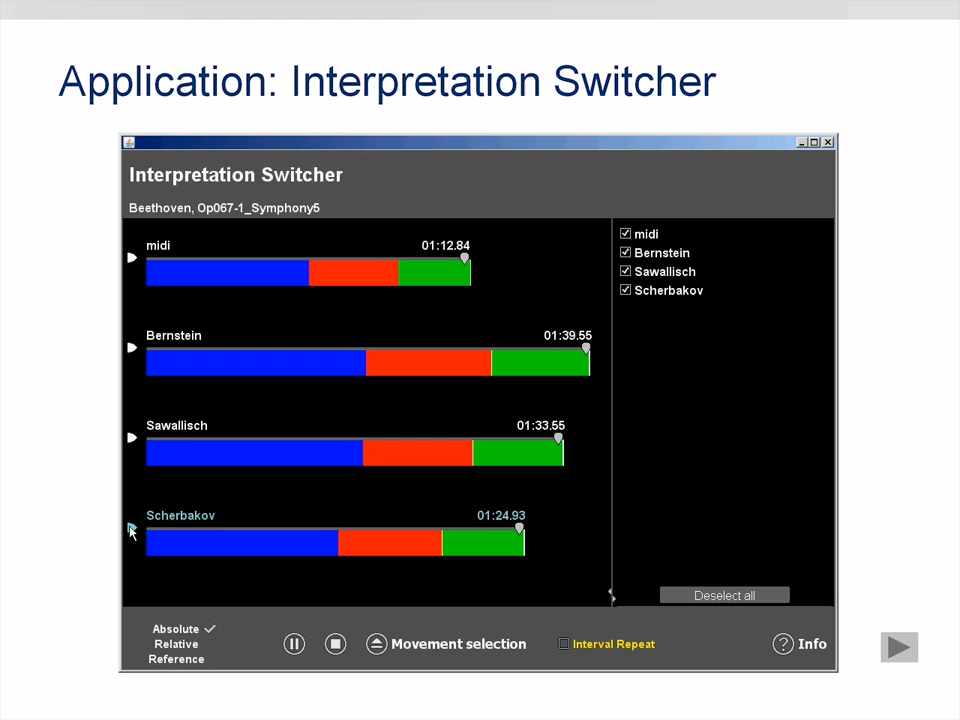 Application: Interpretation Switcher
Interpretation Switcher
Beethoven, Op067-1_Symphony5
midi 01:12.84
Bernstein 01:39.55
Sawallisch 01:33.55
Scherbakov 01:24.93
midi
Bernstein
Sawallisch
Scherbakov
Deselect all
Absolute
Relative
Reference
Movement selection
Interval Repeat
? Info